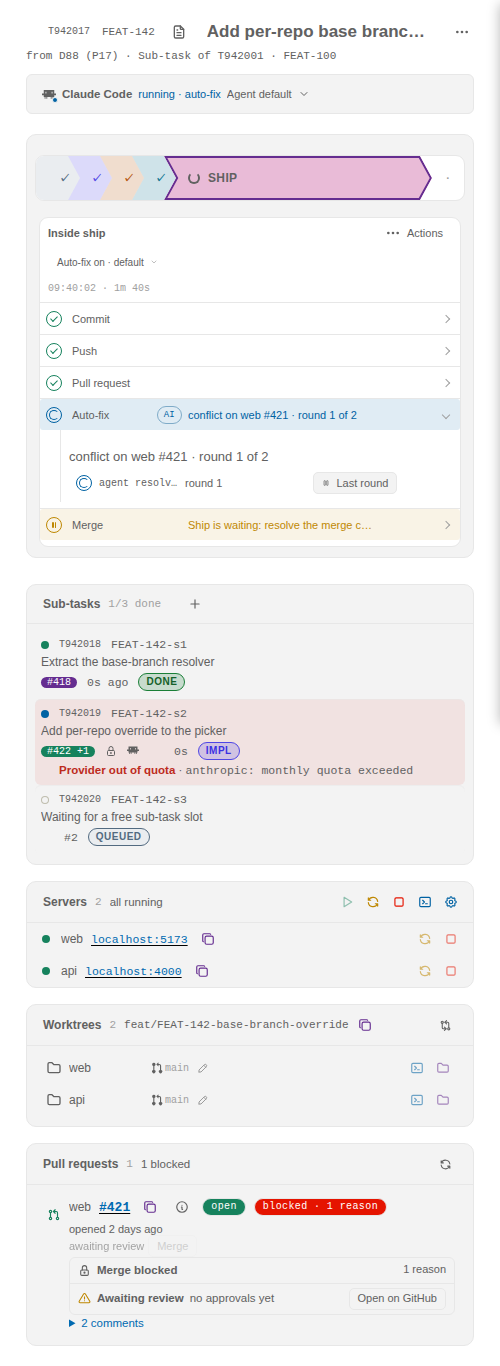 T942017 FEAT-142 Add per-repo base branc…
from D88 (P17) · Sub-task of T942001 · FEAT-100
Claude Code running · auto-fix Agent default
SHIP
Inside ship Actions
Auto-fix on · default
09:40:02 · 1m 40s
Commit
Push
Pull request
Auto-fix AI conflict on web #421 · round 1 of 2
conflict on web #421 · round 1 of 2
agent resolv… round 1 Last round
Merge Ship is waiting: resolve the merge c…
Sub-tasks 1/3 done
T942018 FEAT-142-s1
Extract the base-branch resolver
#418 0s ago DONE
T942019 FEAT-142-s2
Add per-repo override to the picker
#422 +1 0s IMPL
Provider out of quota · anthropic: monthly quota exceeded
T942020 FEAT-142-s3
Waiting for a free sub-task slot
#2 QUEUED
Servers 2 all running
web localhost:5173
api localhost:4000
Worktrees 2 feat/FEAT-142-base-branch-override
web main
api main
Pull requests 1 1 blocked
web #421 open blocked · 1 reason
opened 2 days ago
awaiting review Merge
Merge blocked 1 reason
Awaiting review no approvals yet Open on GitHub
2 comments